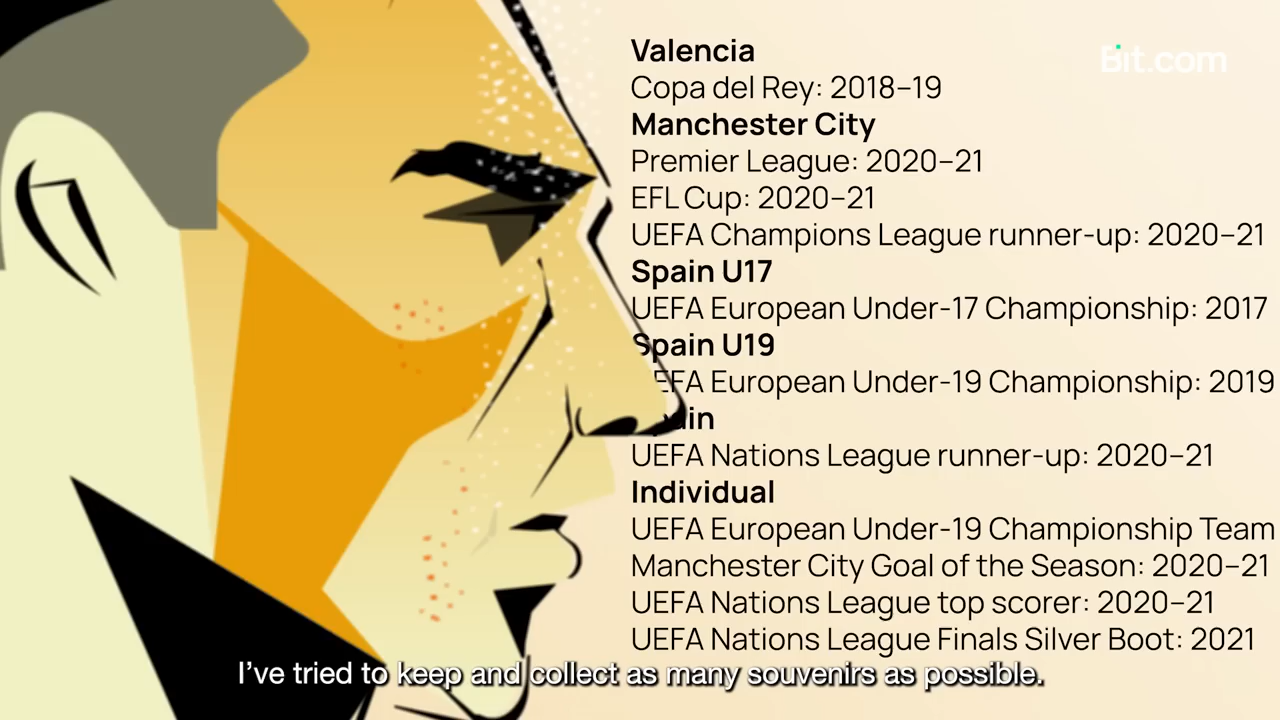 Valencia
Bit.com
Copa del Rey: 2018–19
Manchester City
Premier League: 2020–21
EFL Cup: 2020–21
UEFA Champions League runner-up: 2020–21
Spain U17
UEFA European Under-17 Championship: 2017
Spain U19
UEFA European Under-19 Championship: 2019
Spain
UEFA Nations League runner-up: 2020–21
Individual
UEFA European Under-19 Championship Team
Manchester City Goal of the Season: 2020–21
UEFA Nations League top scorer: 2020–21
UEFA Nations League Finals Silver Boot: 2021
I've tried to keep and collect as many souvenirs as possible.